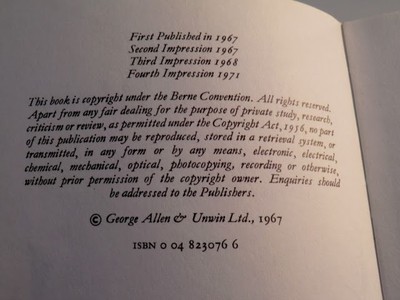 First Published in 1967
Second Impression 1967
Third Impression 1968
Fourth Impression 1971
This book is copyright under the Berne Convention. All rights reserved.
Apart from any fair dealing for the purpose of private study, research,
criticism or review, as permitted under the Copyright Act, 1956, no part
of this publication may be reproduced, stored in a retrieval system, or
transmitted, in any form or by any means, electronic, electrical,
chemical, mechanical, optical, photocopying, recording or otherwise,
without prior permission of the copyright owner. Enquiries should
be addressed to the Publishers.
© George Allen & Unwin Ltd., 1967
ISBN 0 04 823076 6